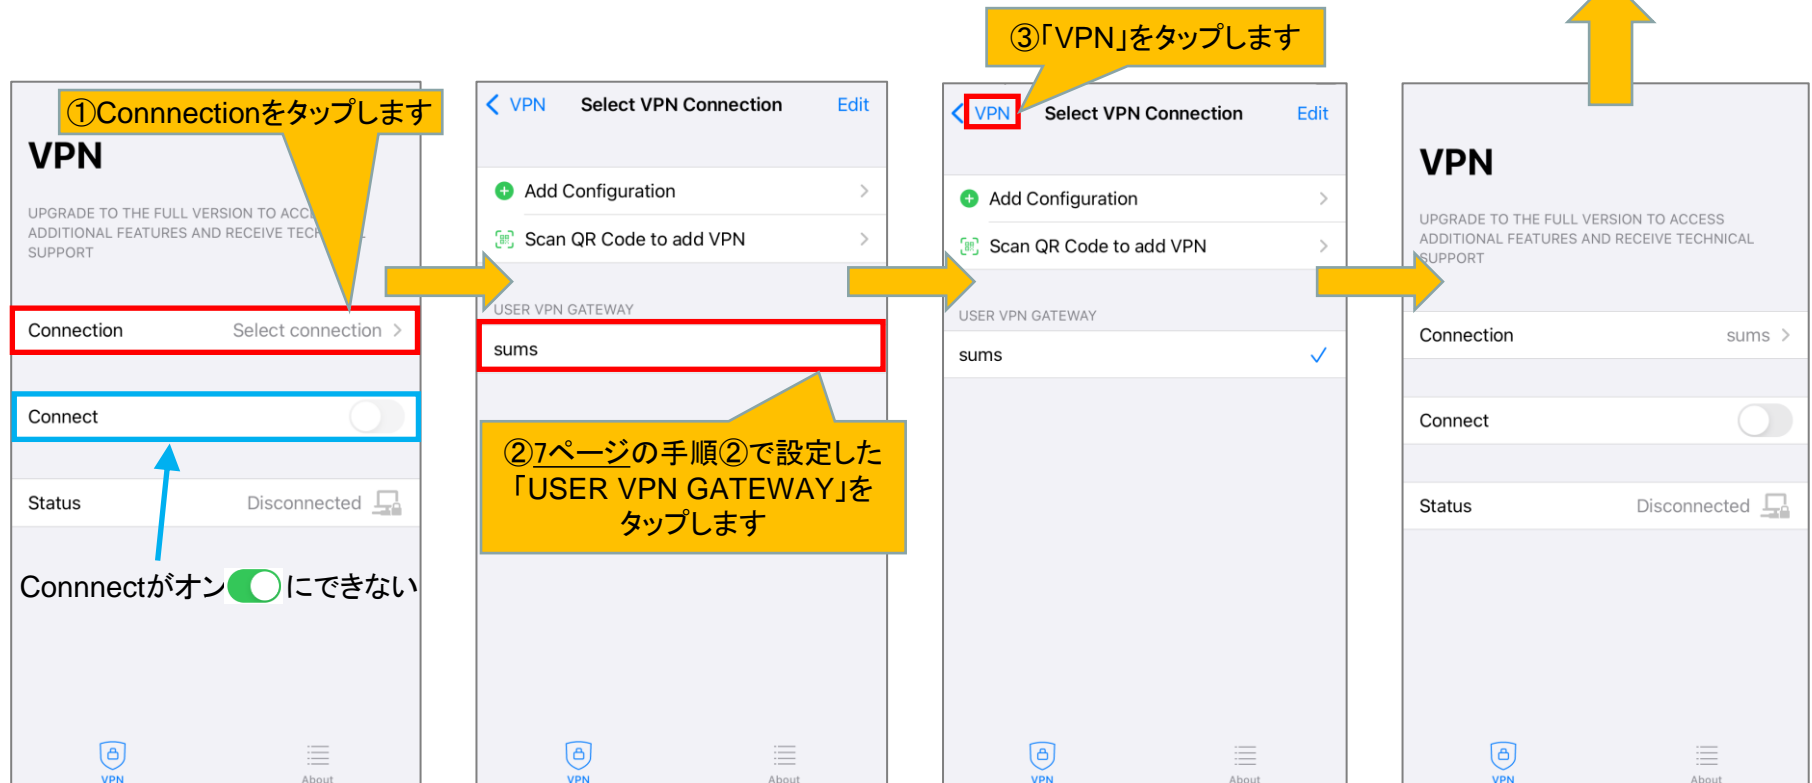 ①Connnectionをタップします
VPN
UPGRADE TO THE FULL VERSION TO ACC
ADDITIONAL FEATURES AND RECEIVE TECH
SUPPORT
Connection
Select connection
Connect
Status
Disconnected
Connnectがオン
にできない
VPN
About
VPN
Select VPN Connection
Edit
Add Configuration
Scan QR Code to add VPN
USER VPN GATEWAY
sums
②7ページの手順②で設定した
「USER VPN GATEWAY」を
タップします
VPN
About
③「VPN」をタップします
VPN
Select VPN Connection
Edit
Add Configuration
Scan QR Code to add VPN
USER VPN GATEWAY
sums
VPN
About
VPN
UPGRADE TO THE FULL VERSION TO ACCESS
ADDITIONAL FEATURES AND RECEIVE TECHNICAL
SUPPORT
Connection
sums
Connect
Status
Disconnected
VPN
About